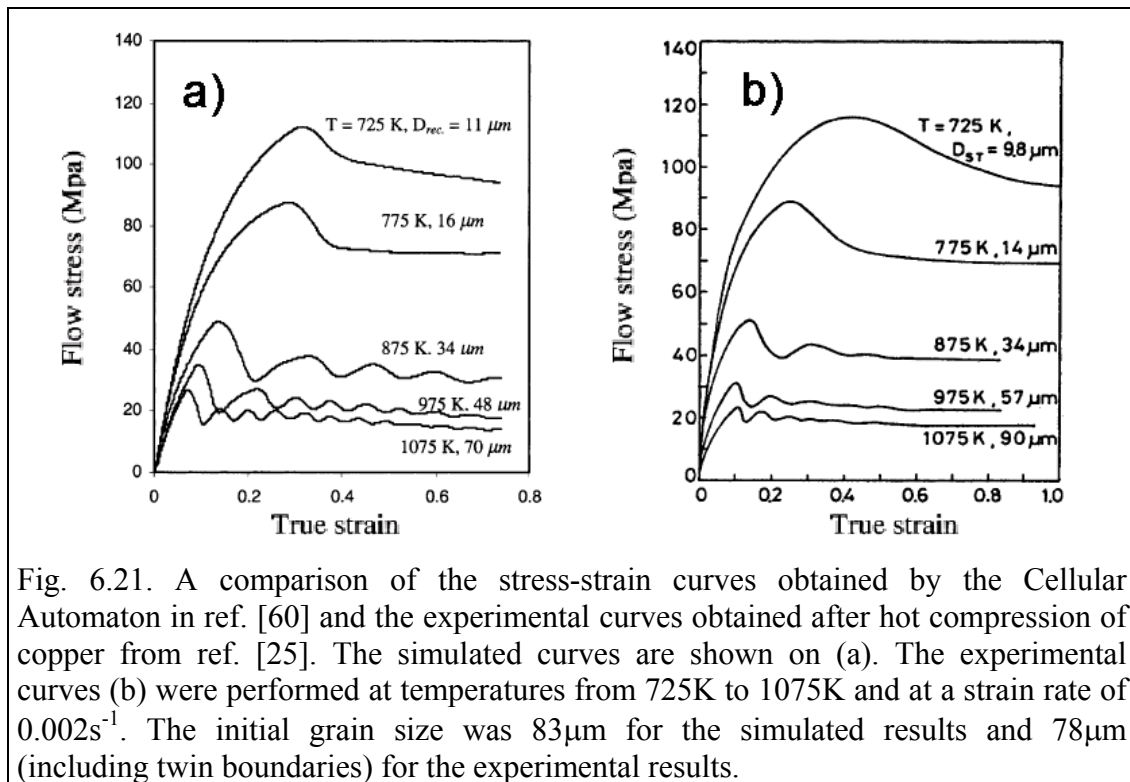 140
120
100
80
60
40
20
0
Flow stress (Mpa)
a)
T = 725 K, D_rec. = 11 μm
775 K, 16 μm
875 K. 34 μm
975 K. 48 μm
1075 K, 70 μm
0
0.2
0.4
0.6
0.8
True strain
140
120
100
80
60
40
20
0
Flow stress (Mpa)
b)
T = 725 K,
D_ST = 9.8 μm
775 K, 14 μm
875 K, 34 μm
975 K, 57 μm
1075 K, 90 μm
0
0.2
0.4
0.6
0.8
1.0
True strain
Fig. 6.21. A comparison of the stress-strain curves obtained by the Cellular
Automaton in ref. [60] and the experimental curves obtained after hot compression of
copper from ref. [25]. The simulated curves are shown on (a). The experimental
curves (b) were performed at temperatures from 725K to 1075K and at a strain rate of
0.002s⁻¹. The initial grain size was 83μm for the simulated results and 78μm
(including twin boundaries) for the experimental results.